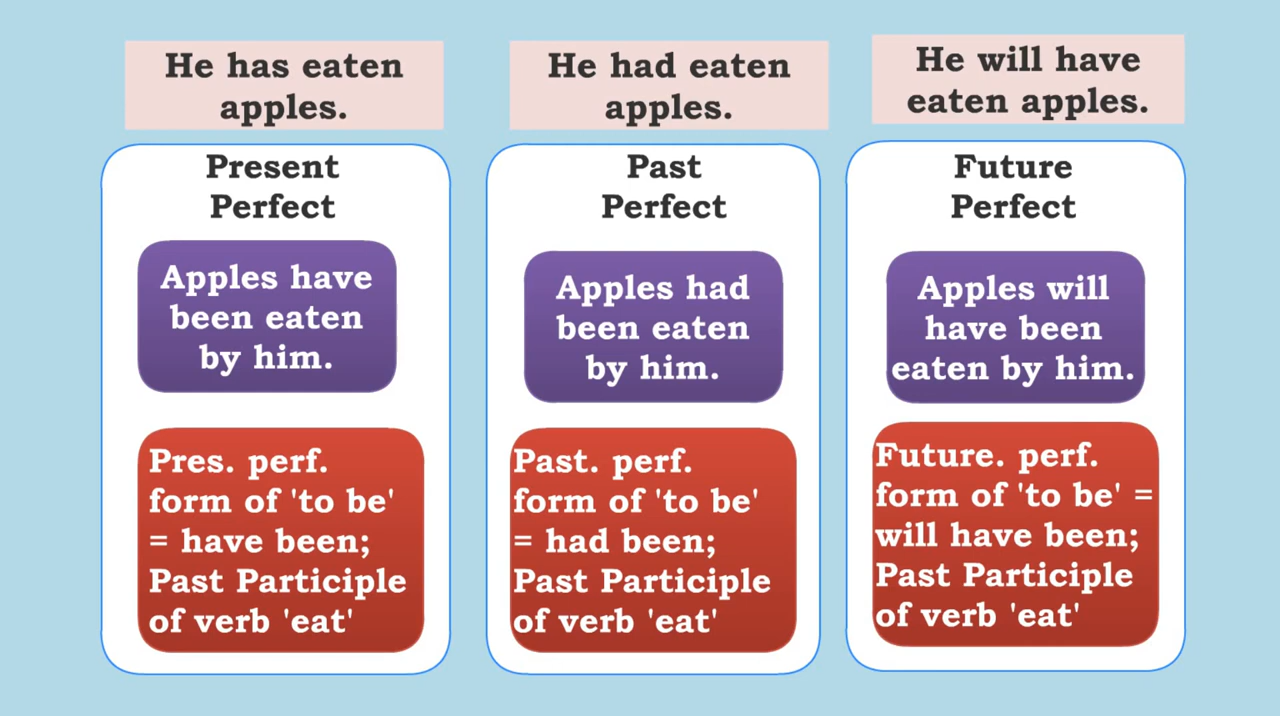 He has eaten
apples.
Present
Perfect
Apples have
been eaten
by him.
Pres. perf.
form of 'to be'
= have been;
Past Participle
of verb 'eat'
He had eaten
apples.
Past
Perfect
Apples had
been eaten
by him.
Past. perf.
form of 'to be'
= had been;
Past Participle
of verb 'eat'
He will have
eaten apples.
Future
Perfect
Apples will
have been
eaten by him.
Future. perf.
form of 'to be' =
will have been;
Past Participle
of verb 'eat'